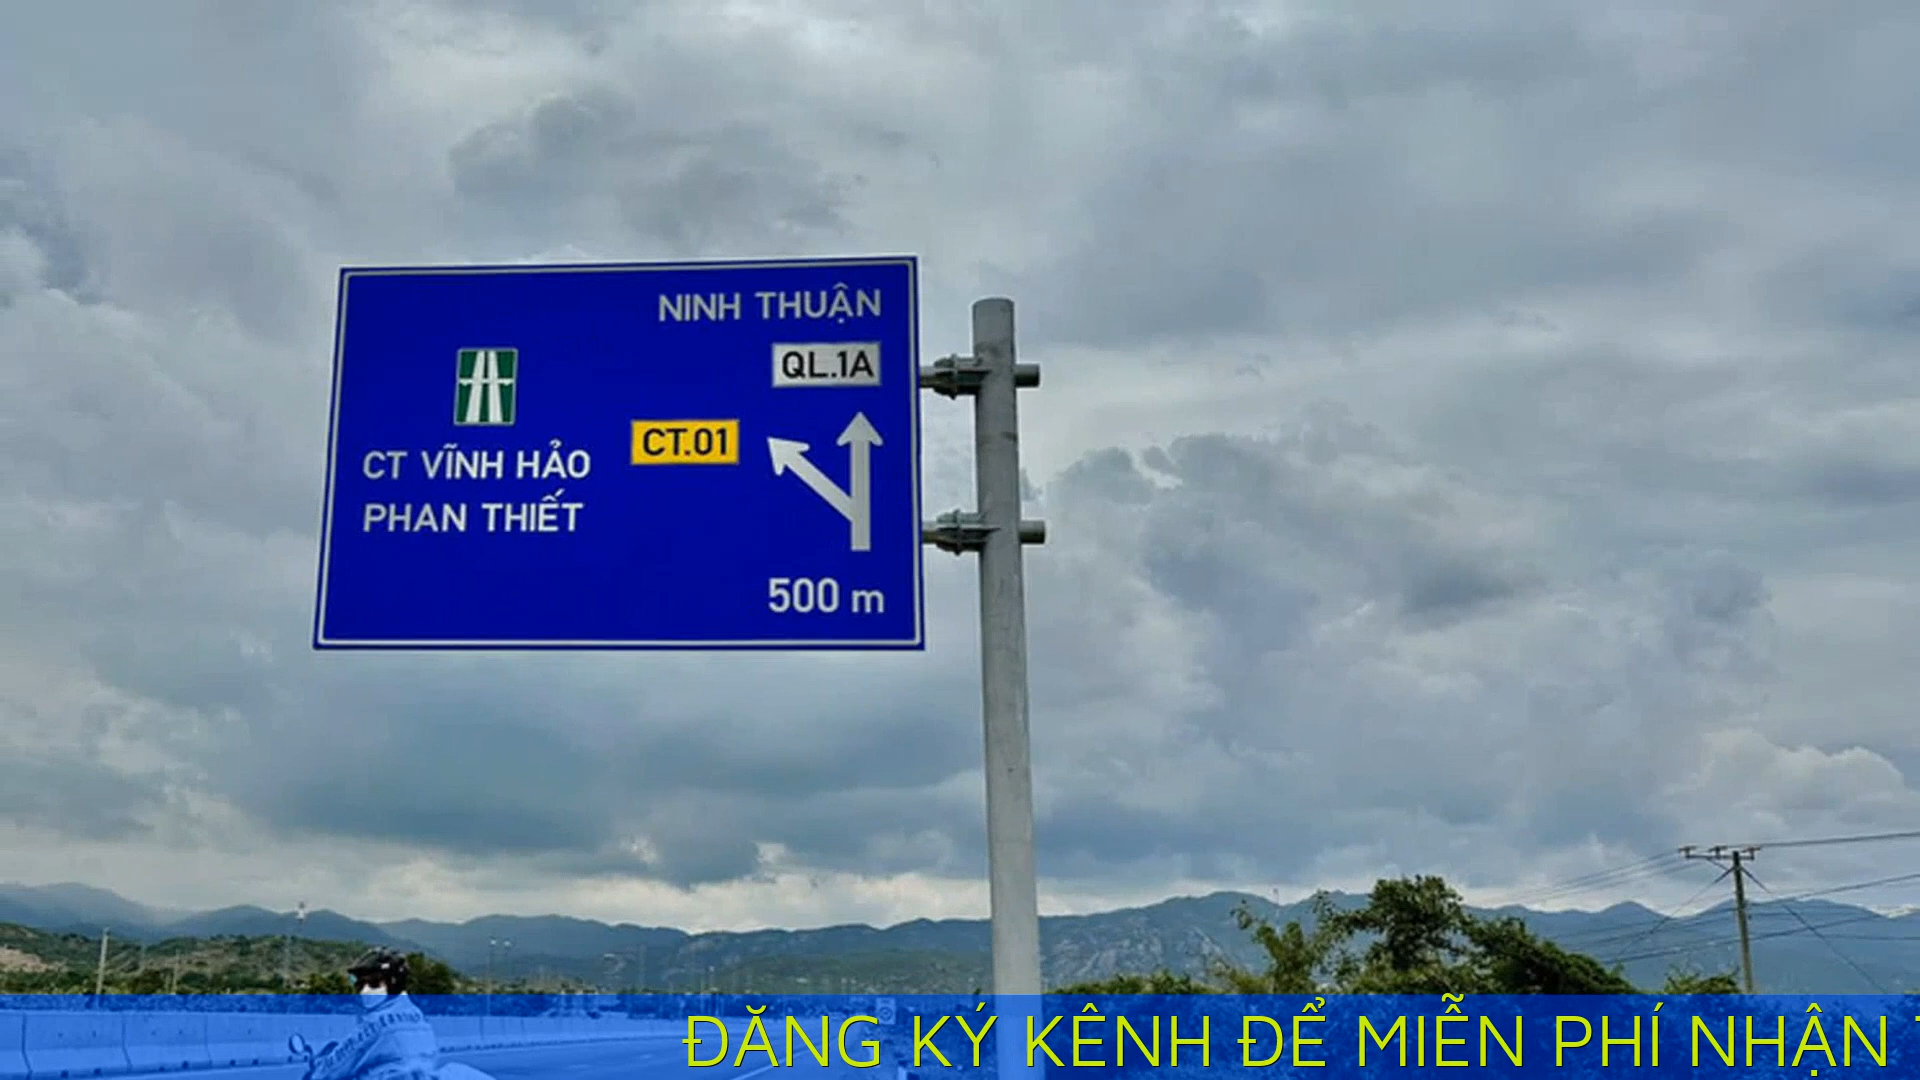 NINH THUẬN
QL.1A
CT.01
CT VĨNH HẢO
PHAN THIẾT
500 m
ĐĂNG KÝ KÊNH ĐỂ MIỄN PHÍ NHẬN